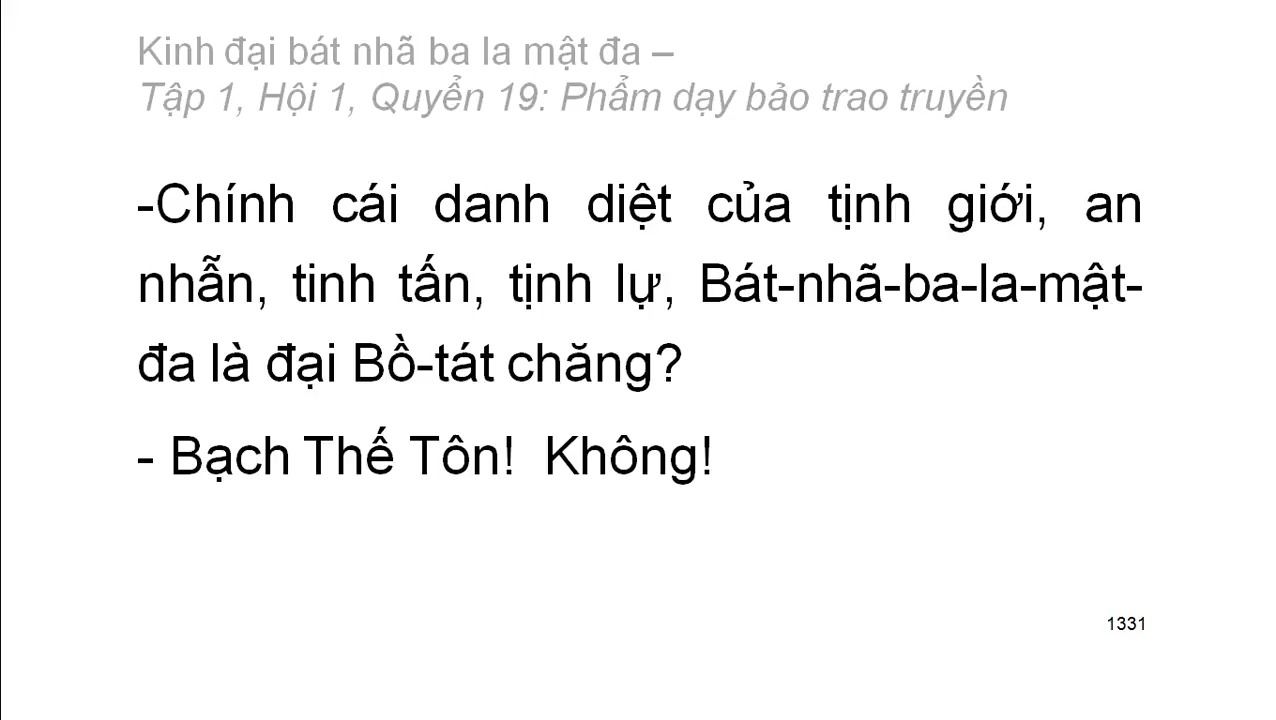 Kinh đại bát nhã ba la mật đa –
Tập 1, Hội 1, Quyển 19: Phẩm dạy bảo trao truyền
-Chính cái danh diệt của tịnh giới, an
nhẫn, tinh tấn, tịnh lự, Bát-nhã-ba-la-mật-
đa là đại Bồ-tát chăng?
- Bạch Thế Tôn!  Không!
1331